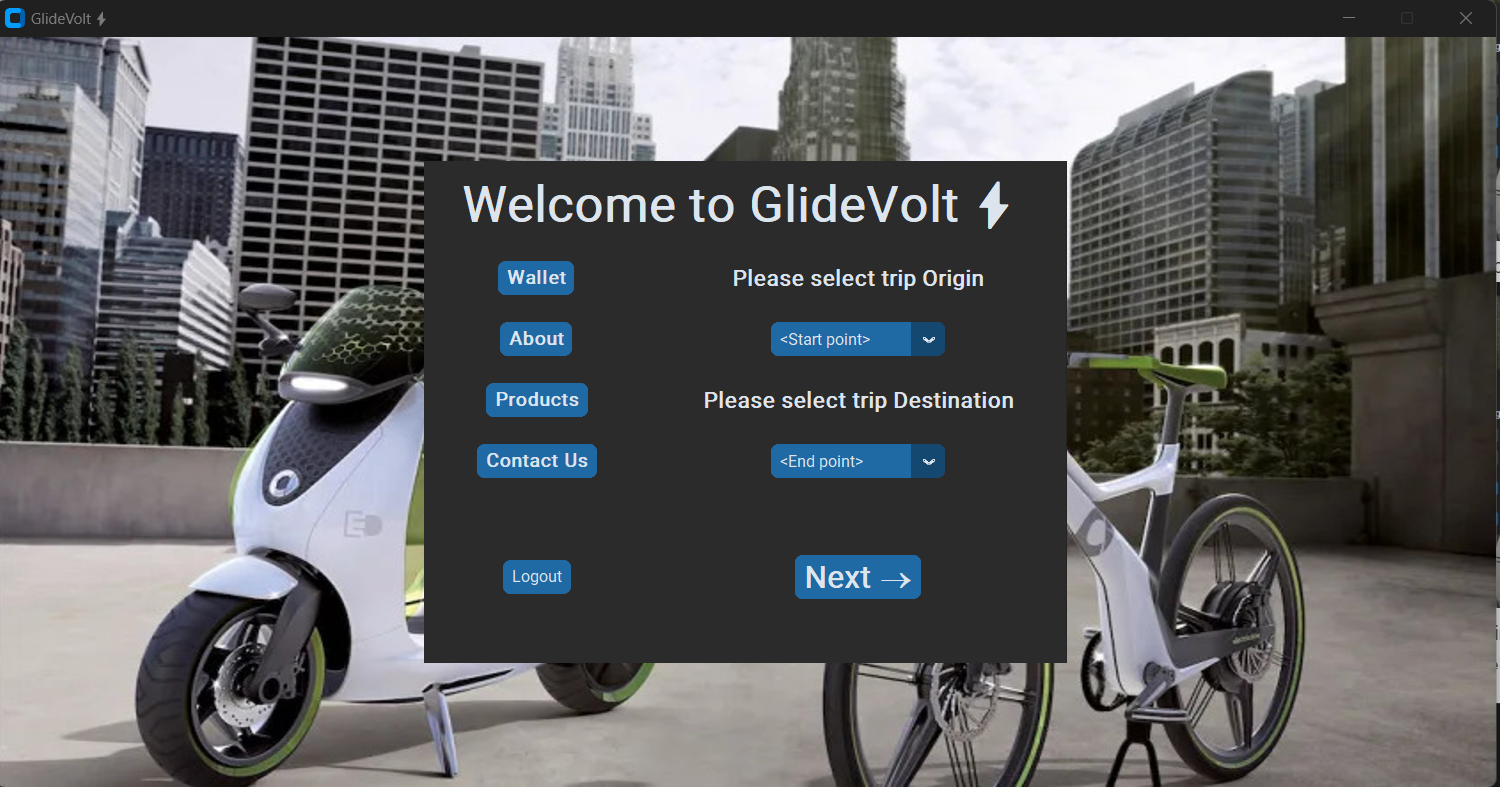 GlideVolt⚡
Welcome to GlideVolt ⚡
Wallet
Please select trip Origin
About
<Start point>
Products
Please select trip Destination
Contact Us
<End point>
Logout
Next →
ED